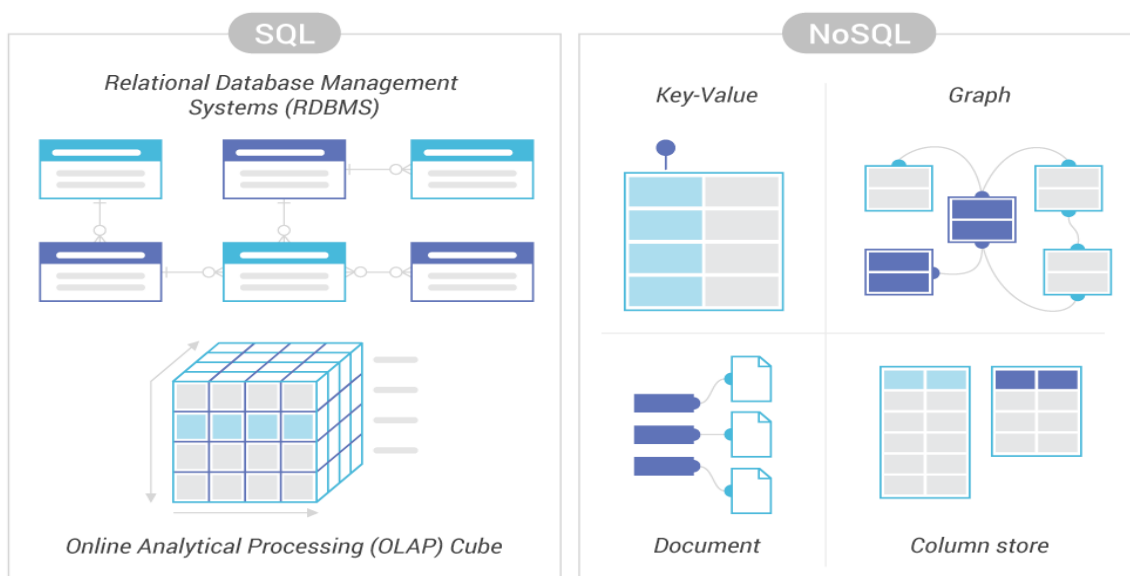 SQL
Relational Database Management
Systems (RDBMS)
Online Analytical Processing (OLAP) Cube
NoSQL
Key-Value
Graph
Document
Column store